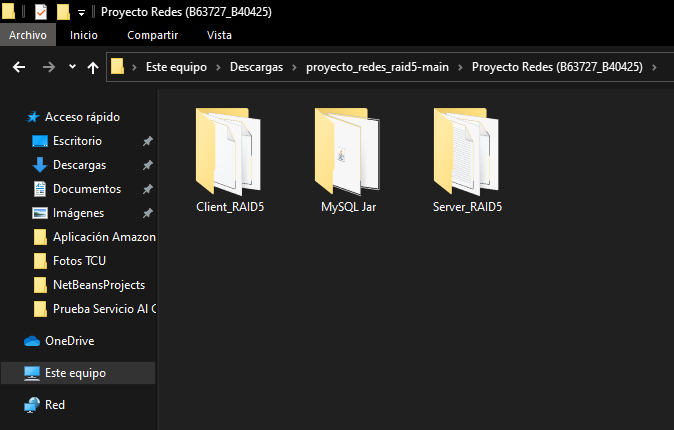 Proyecto Redes (B63727_B40425)
Archivo Inicio Compartir Vista
Este equipo > Descargas > proyecto_redes_raid5-main > Proyecto Redes (B63727_B40425) >
Acceso rápido
Escritorio
Descargas
Documentos
Imágenes
Aplicación Amazon
Fotos TCU
NetBeansProjects
Prueba Servicio Al C
OneDrive
Este equipo
Red
Client_RAID5
MySQL Jar
Server_RAID5